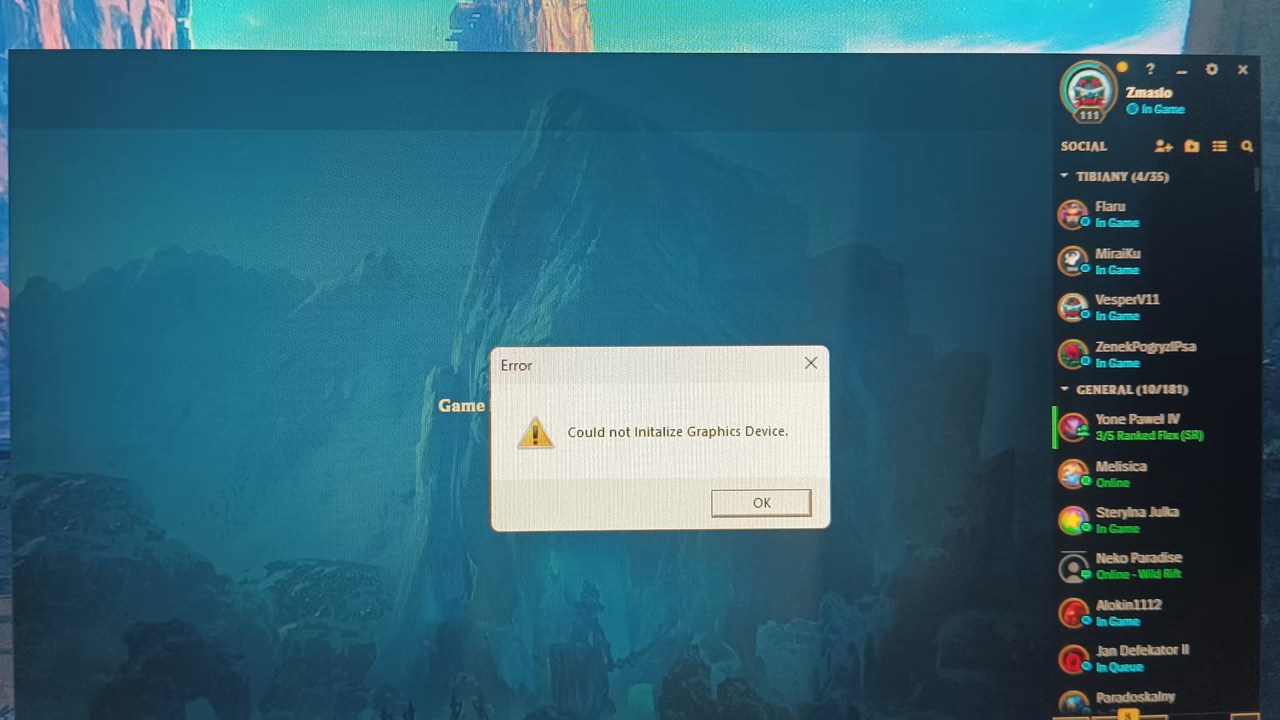 ?
Zmaslo
111
In Game
SOCIAL
TIBIANY (4/35)
Flaru
In Game
MiraiKu
In Game
VesperV11
In Game
ZenekPogryzlPsa
In Game
GENERAL (10/181)
Yone Pawel IV
3/5 Ranked Flex (SR)
Melisica
Online
Sterylna Julka
In Game
Neko Paradise
Online - Wild Rift
Alokin1112
In Game
Jan Defekator II
In Queue
Paradoskalny
Game
Error
Could not Initalize Graphics Device.
OK